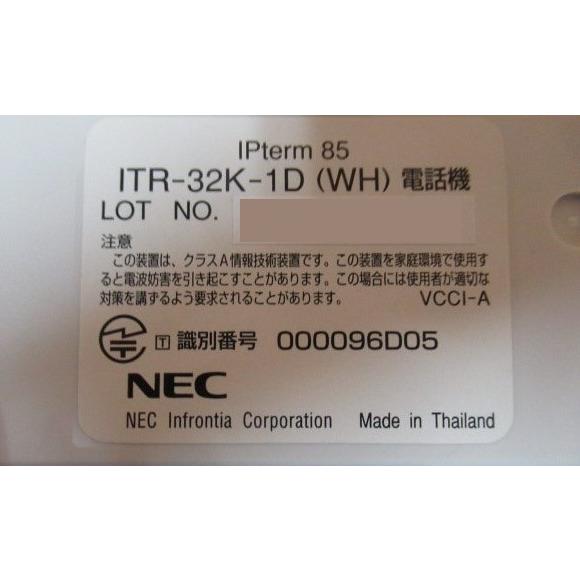 IPterm 85
ITR-32K-1D (WH) 電話機
LOT NO.
注意
この装置は、クラスA情報技術装置です。この装置を家庭環境で使用す
ると電波妨害を引き起こすことがあります。この場合には使用者が適切な
対策を講ずるよう要求されることがあります。 VCCI-A
T 識別番号 000096D05
NEC
NEC Infrontia Corporation Made in Thailand